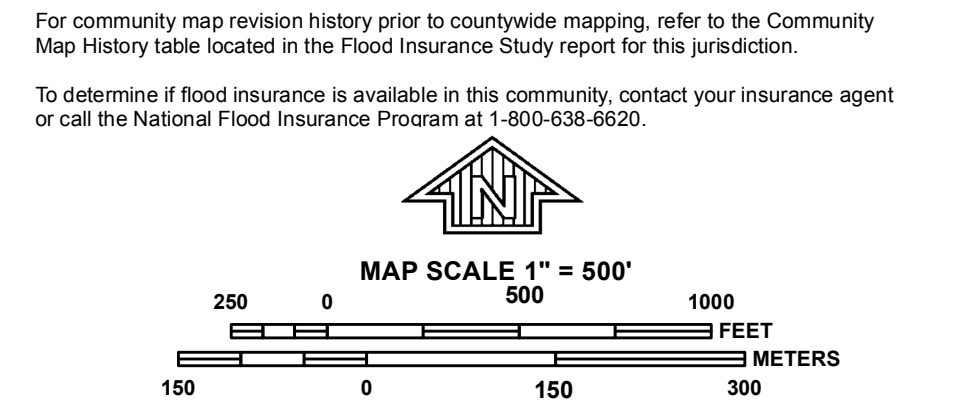 For community map revision history prior to countywide mapping, refer to the Community
Map History table located in the Flood Insurance Study report for this jurisdiction.
To determine if flood insurance is available in this community, contact your insurance agent
or call the National Flood Insurance Program at 1-800-638-6620.
N
MAP SCALE 1" = 500'
250 0 500 1000
FEET
METERS
150 0 150 300